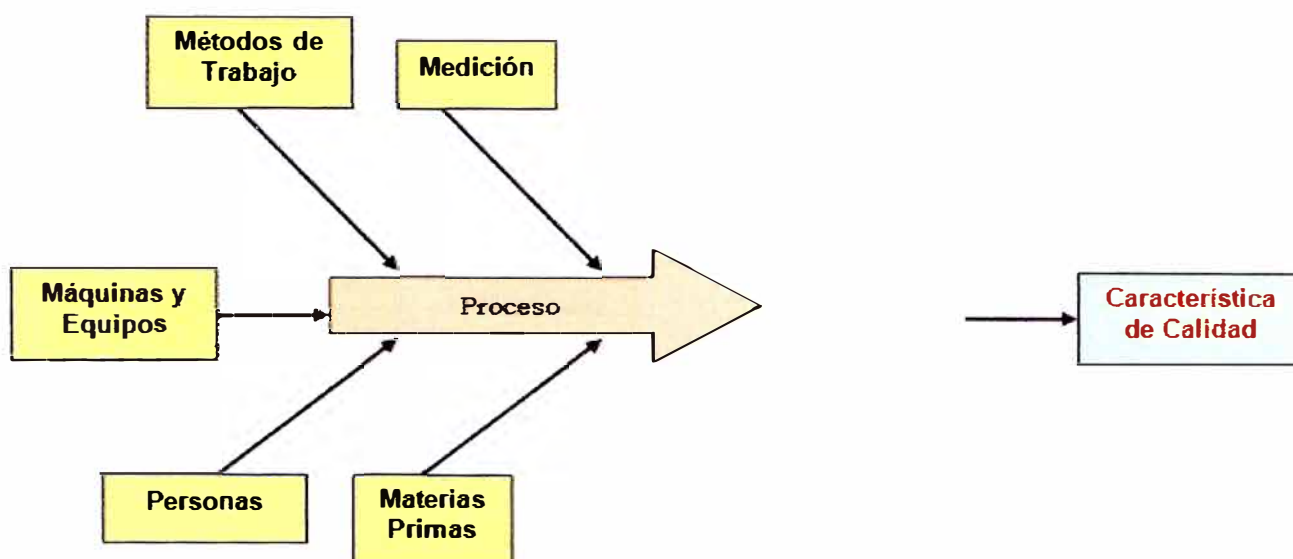 Métodos de
Trabajo
Medición
Máquinas y
Equipos
Proceso
Característica
de Calidad
Personas
Materias
Primas